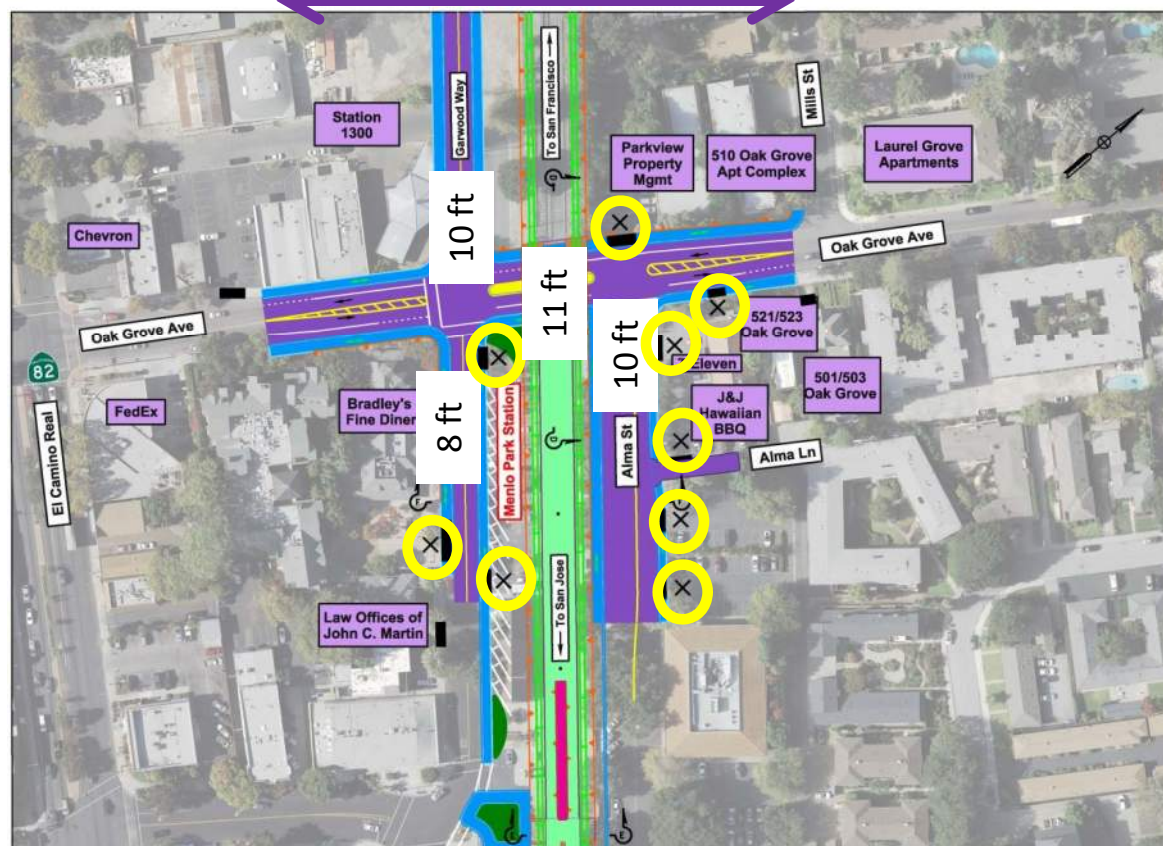 Garwood Way
To San Francisco
Mills St
Station
1300
Parkview
Property
Mgmt
510 Oak Grove
Apt Complex
Laurel Grove
Apartments
D
Chevron
10 ft
Oak Grove Ave
11 ft
Oak Grove Ave
10 ft
521/523
Oak Grove
82
Eleven
501/503
Oak Grove
El Camino Real
FedEx
Bradley's
Fine Diner
8 ft
Menlo Park Station
J&J
Hawaiian
BBQ
D
Alma St
Alma Ln
To San Jose
Law Offices of
John C. Martin
E
E